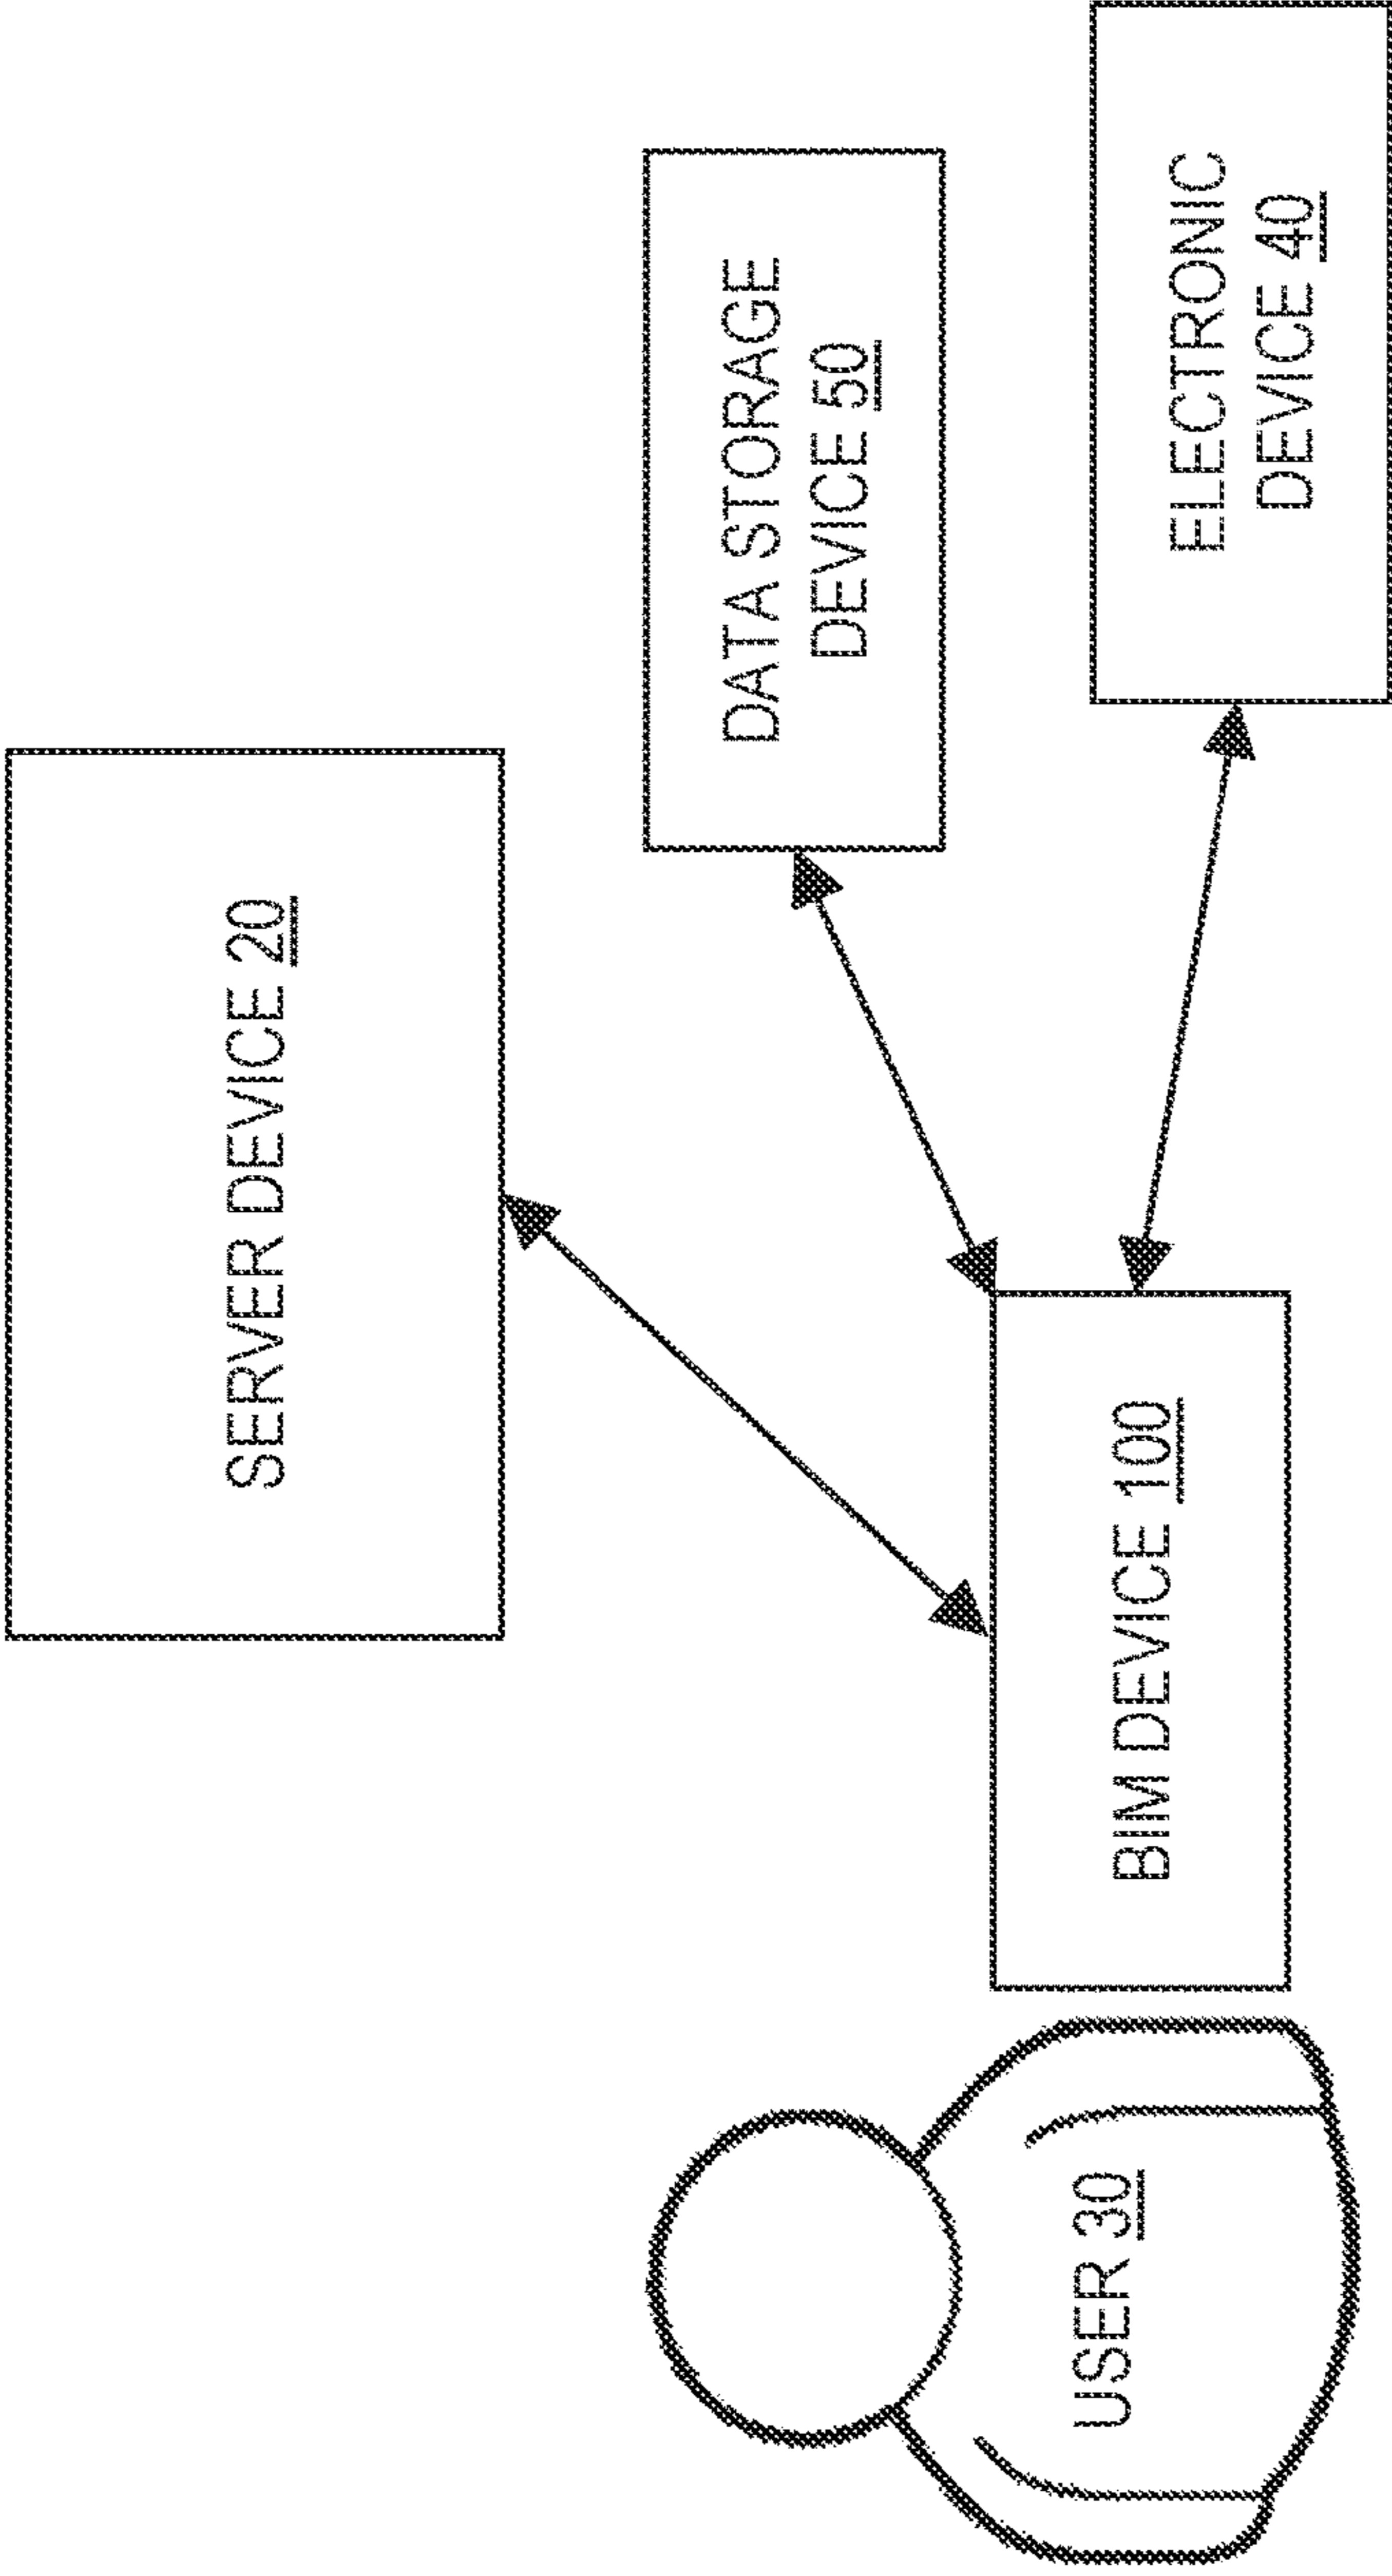 SERVER DEVICE 20
DATA STORAGE
DEVICE 50
USER 30
BIM DEVICE 100
ELECTRONIC
DEVICE 40